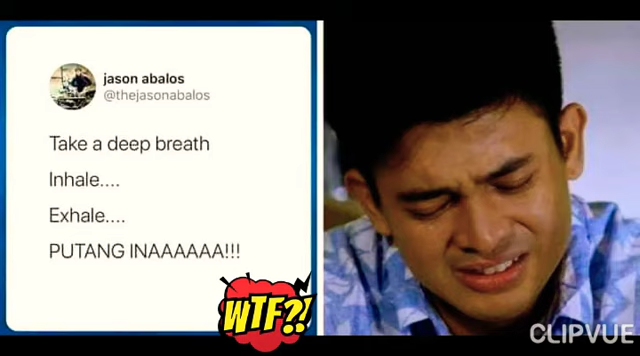 jason abalos
@thejasonabalos
Take a deep breath
Inhale....
Exhale....
PUTANG INAAAAAA!!!
WTF?!
CLIPVUE